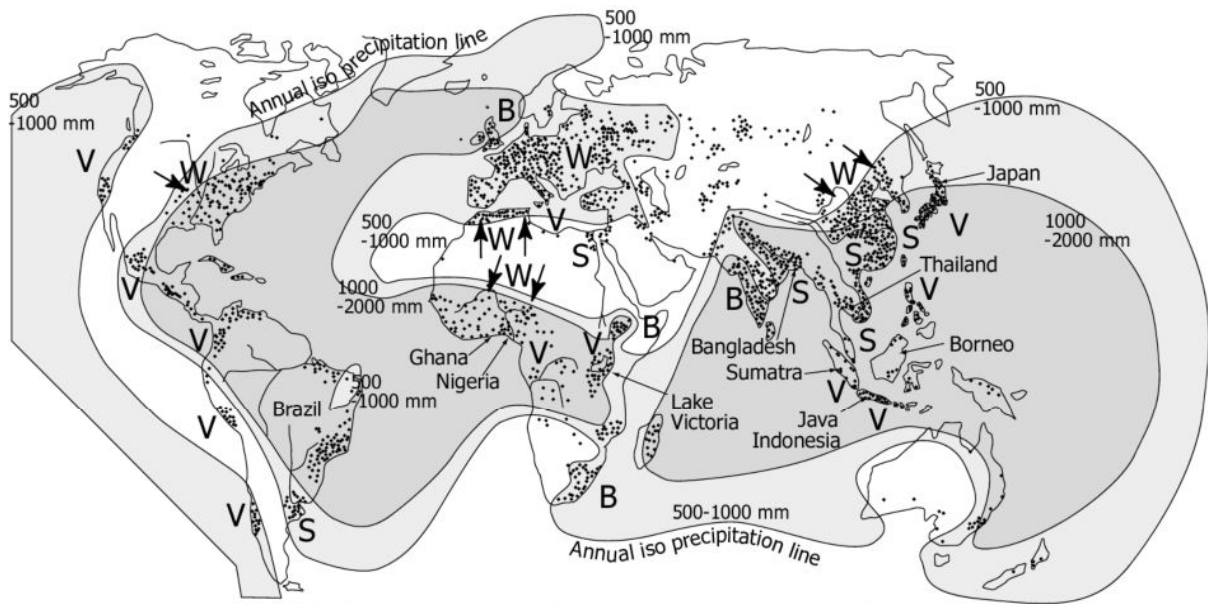 500
-1000 mm
Annual iso precipitation line
500
-1000 mm
500
-1000 mm
B
V
W
W
W
Japan
V
500
-1000 mm
W
V
S
S
S
V
1000
-2000 mm
Thailand
1000
-2000 mm
W
B
S
V
V
B
S
V
V
V
Ghana
Nigeria
Bangladesh
Sumatra
Borneo
500
-1000 mm
Brazil
Lake
Victoria
V
V
Java
Indonesia
V
V
S
B
500-1000 mm
Annual iso precipitation line